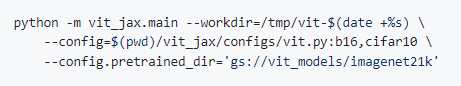 python -m vit_jax.main --workdir=/tmp/vit-$(date +%s) \
    --config=$(pwd)/vit_jax/configs/vit.py:b16,cifar10 \
    --config.pretrained_dir='gs://vit_models/imagenet21k'